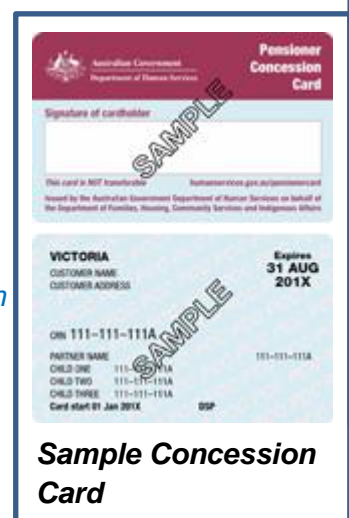 Australian Government
Department of Human Services
Pensioner
Concession
Card
Signature of cardholder
SAMPLE
This card is NOT transferable
humanservices.gov.au/pensionercard
Issued by the Australian Government Department of Human Services on behalf of
the Department of Families, Housing, Community Services and Indigenous Affairs
VICTORIA
CUSTOMER NAME
CUSTOMER ADDRESS
Expires
31 AUG
201X
CRN 111-111-111A
SAMPLE
PARTNER NAME 111-111-111A
CHILD ONE 111-111-111A
CHILD TWO 111-111-111A
CHILD THREE 111-111-111A
Card start 01 Jan 201X DSP
n
Sample Concession
Card